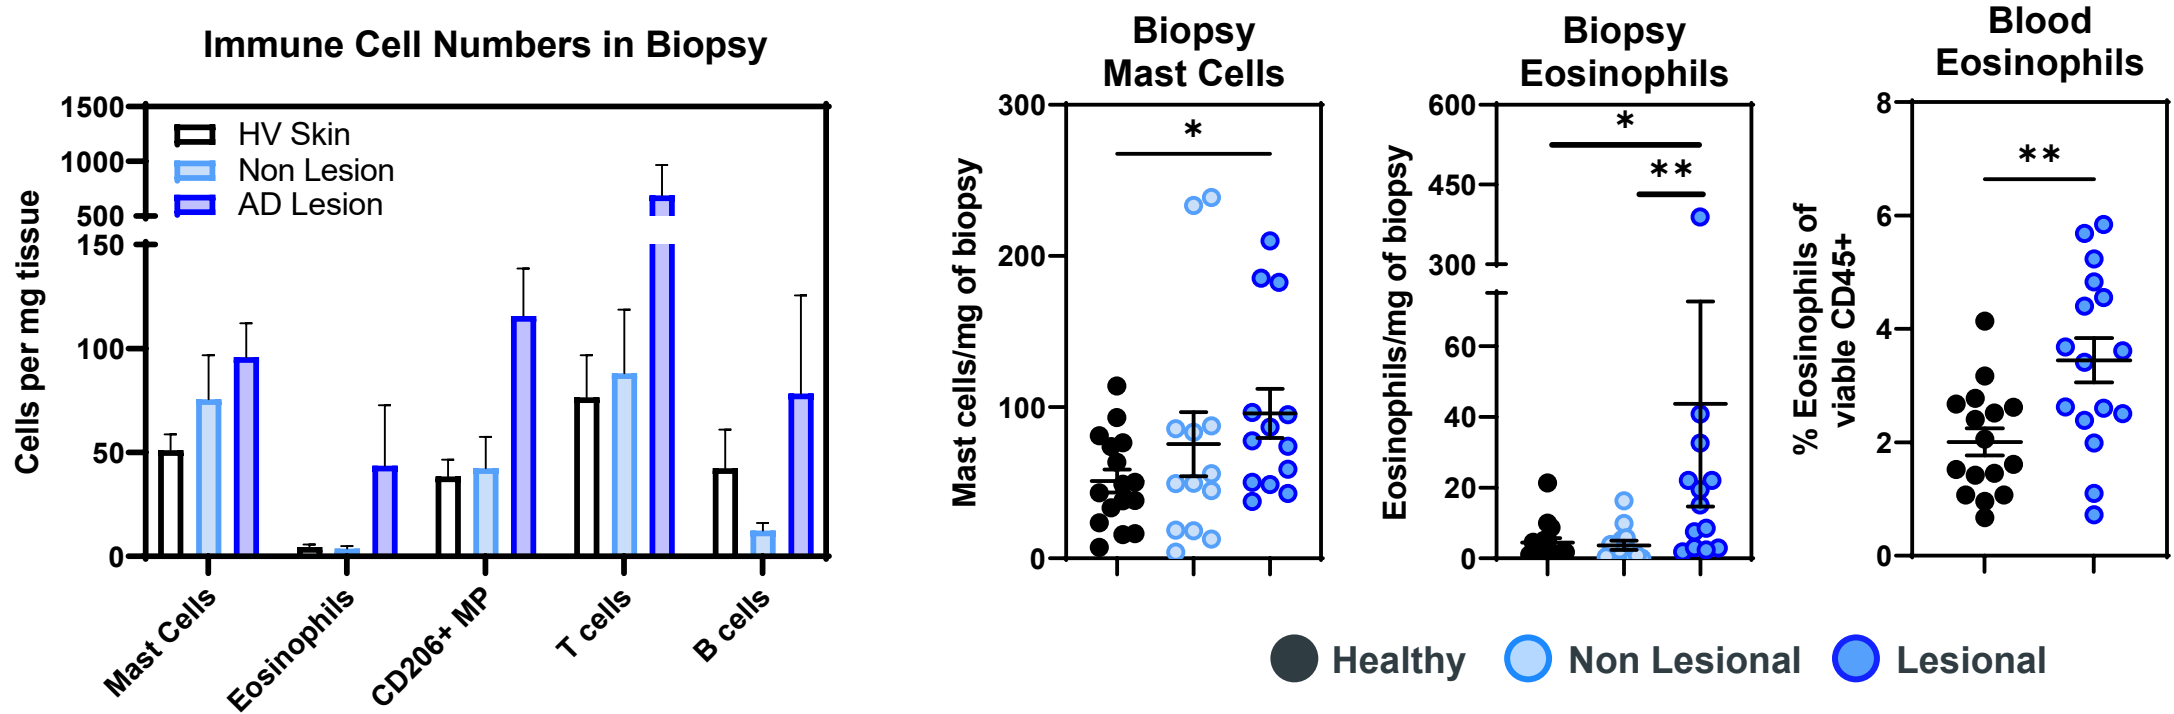 Immune Cell Numbers in Biopsy
Cells per mg tissue
1500
1000
500
150
100
50
0
HV Skin
Non Lesion
AD Lesion
Mast Cells
Eosinophils
CD206+ MP
T cells
B cells
Biopsy
Mast Cells
Mast cells/mg of biopsy
300
200
100
0
*
Biopsy
Eosinophils
Eosinophils/mg of biopsy
600
450
300
60
40
20
0
*
**
Blood
Eosinophils
% Eosinophils of
viable CD45+
8
6
4
2
0
**
Healthy
Non Lesional
Lesional